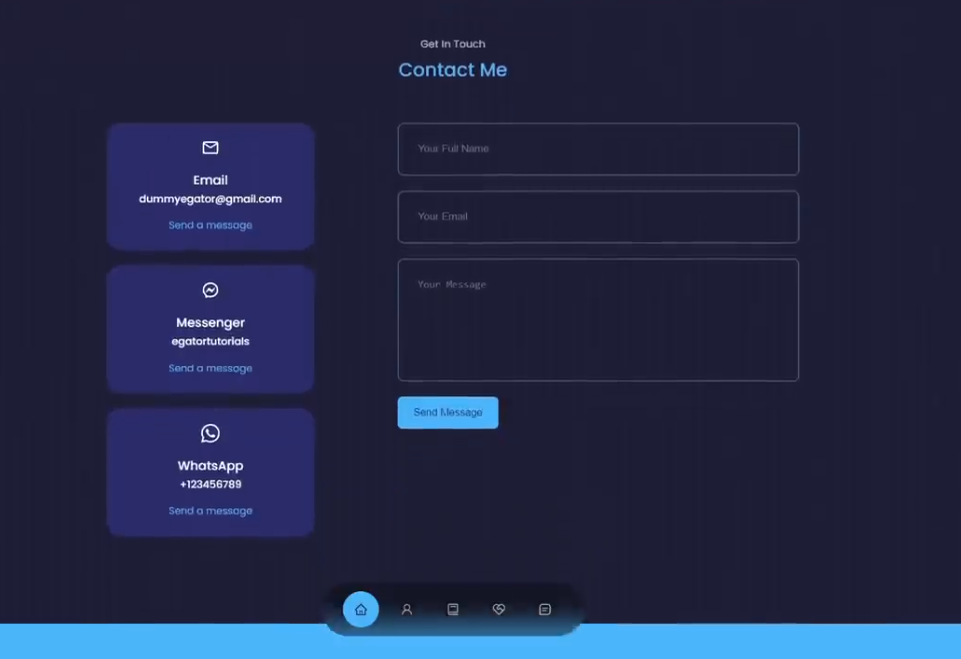 Get In Touch
Contact Me
Email
dummyegator@gmail.com
Send a message
Messenger
egatortutorials
Send a message
WhatsApp
+123456789
Send a message
Your Full Name
Your Email
Your Message
Send Message